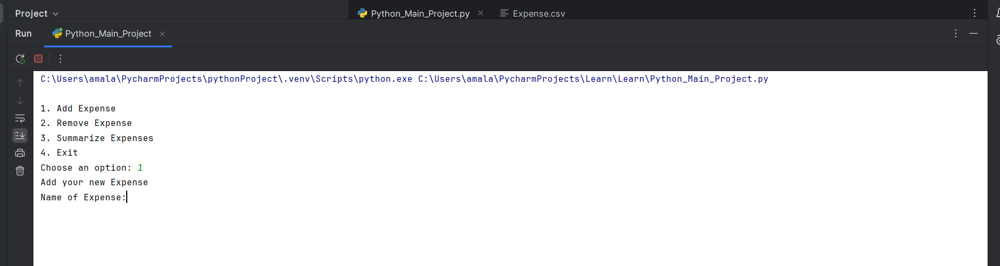 Project
Python_Main_Project.py
Expense.csv
Run
Python_Main_Project
C:\Users\amala\PycharmProjects\pythonProject\.venv\Scripts\python.exe C:\Users\amala\PycharmProjects\Learn\Learn\Python_Main_Project.py
1. Add Expense
2. Remove Expense
3. Summarize Expenses
4. Exit
Choose an option: 1
Add your new Expense
Name of Expense: